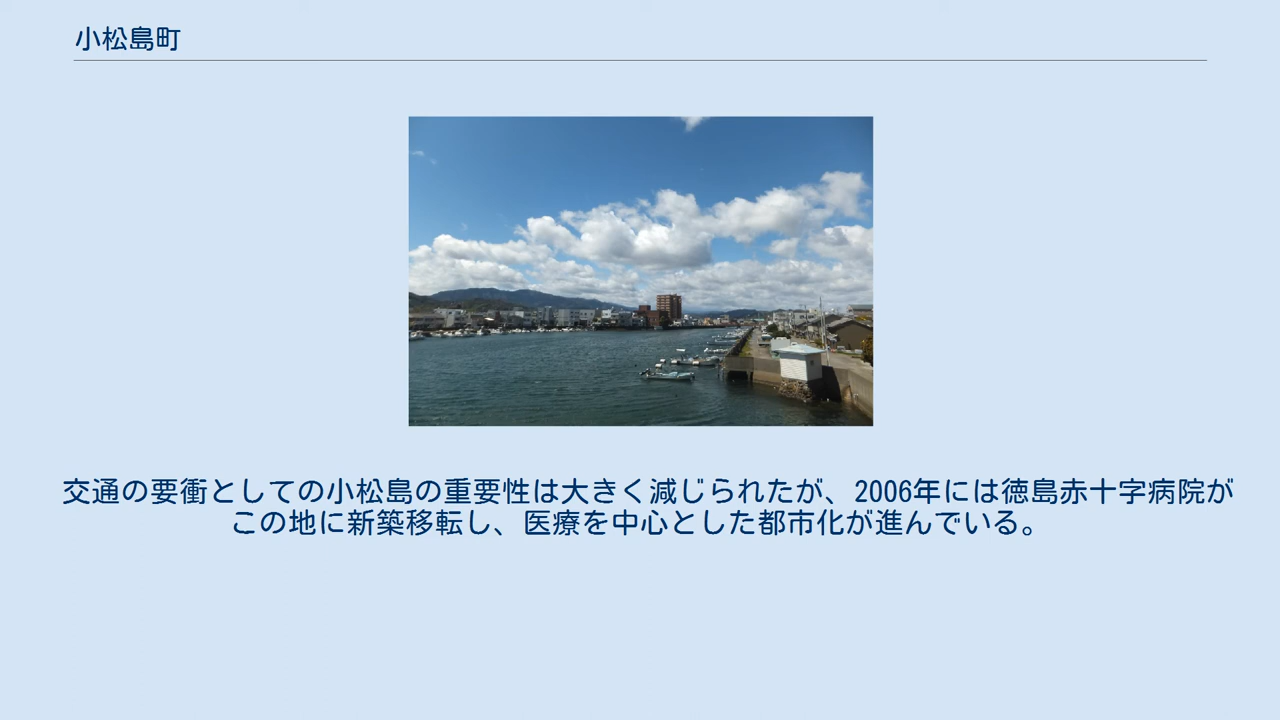 小松島町
交通の要衝としての小松島の重要性は大きく減じられたが、2006年には徳島赤十字病院が
この地に新築移転し、医療を中心とした都市化が進んでいる。